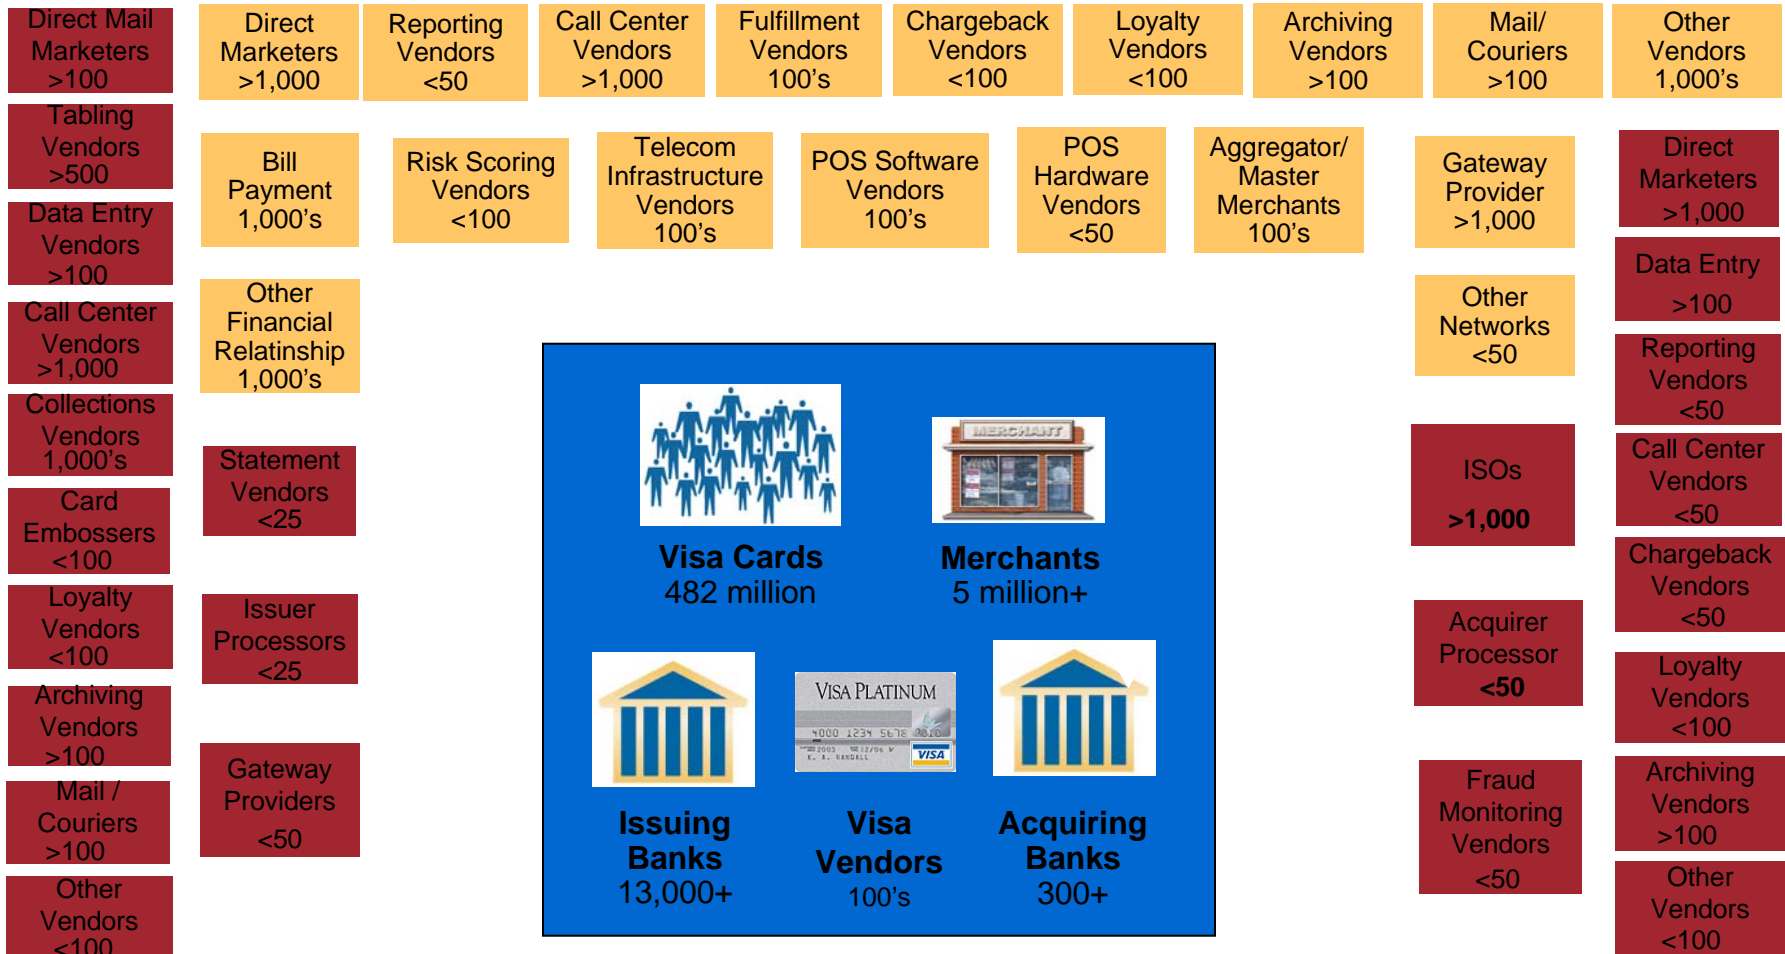 Direct Mail
Marketers
>100
Direct
Marketers
>1,000
Reporting
Vendors
<50
Call Center
Vendors
>1,000
Fulfillment
Vendors
100's
Chargeback
Vendors
<100
Loyalty
Vendors
<100
Archiving
Vendors
>100
Mail/
Couriers
>100
Other
Vendors
1,000's
Tabling
Vendors
>500
Data Entry
Vendors
>100
Call Center
Vendors
>1,000
Collections
Vendors
1,000's
Card
Embossers
<100
Loyalty
Vendors
<100
Archiving
Vendors
>100
Mail /
Couriers
>100
Other
Vendors
<100
Bill
Payment
1,000's
Risk Scoring
Vendors
<100
Telecom
Infrastructure
Vendors
100's
POS Software
Vendors
100's
POS
Hardware
Vendors
<50
Aggregator/
Master
Merchants
100's
Gateway
Provider
>1,000
Other
Financial
Relatinship
1,000's
Other
Networks
<50
Statement
Vendors
<25
Issuer
Processors
<25
Gateway
Providers
<50
MERCHANT
Visa Cards
482 million
Merchants
5 million+
VISA PLATINUM
4000 1234 5678
2003 12/06 V
VISA
Issuing
Banks
13,000+
Visa
Vendors
100's
Acquiring
Banks
300+
ISOs
>1,000
Acquirer
Processor
<50
Fraud
Monitoring
Vendors
<50
Direct
Marketers
>1,000
Data Entry
>100
Reporting
Vendors
<50
Call Center
Vendors
<50
Chargeback
Vendors
<50
Loyalty
Vendors
<100
Archiving
Vendors
>100
Other
Vendors
<100